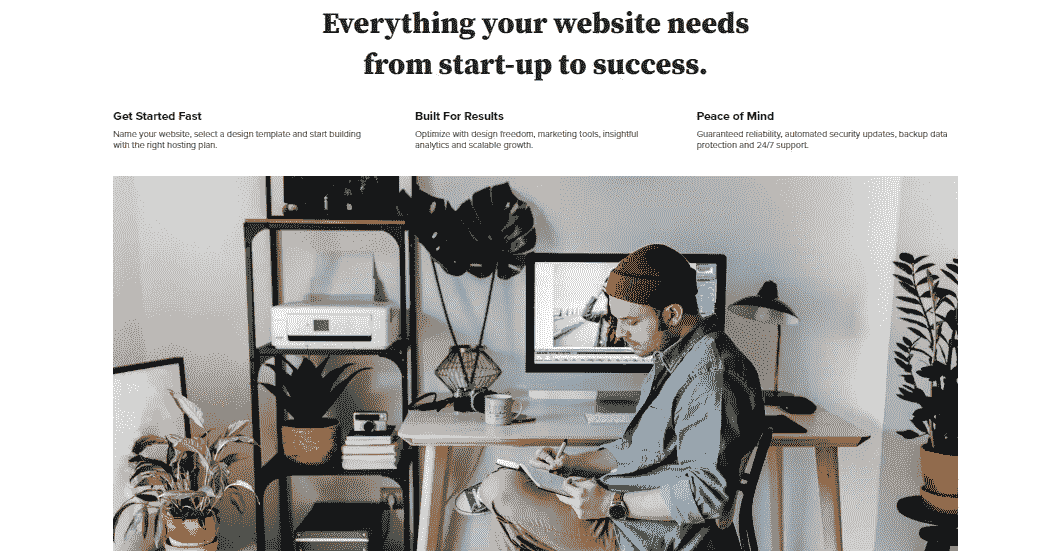 Everything your website needs
from start-up to success.
Get Started Fast
Name your website, select a design template and start building
with the right hosting plan.
Built For Results
Optimize with design freedom, marketing tools, insightful
analytics and scalable growth.
Peace of Mind
Guaranteed reliability, automated security updates, backup data
protection and 24/7 support.